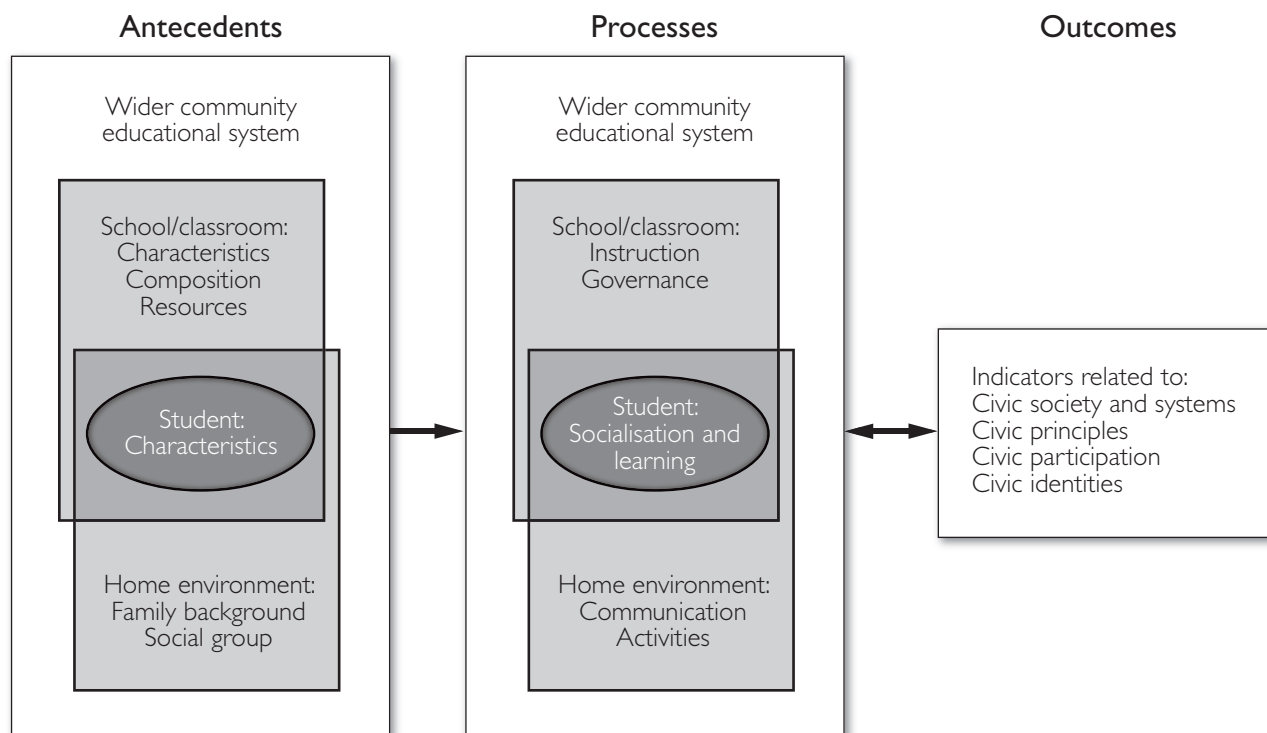 Antecedents
Wider community
educational system
School/classroom:
Characteristics
Composition
Resources
Student:
Characteristics
Home environment:
Family background
Social group
Processes
Wider community
educational system
School/classroom:
Instruction
Governance
Student:
Socialisation and
learning
Home environment:
Communication
Activities
Outcomes
Indicators related to:
Civic society and systems
Civic principles
Civic participation
Civic identities